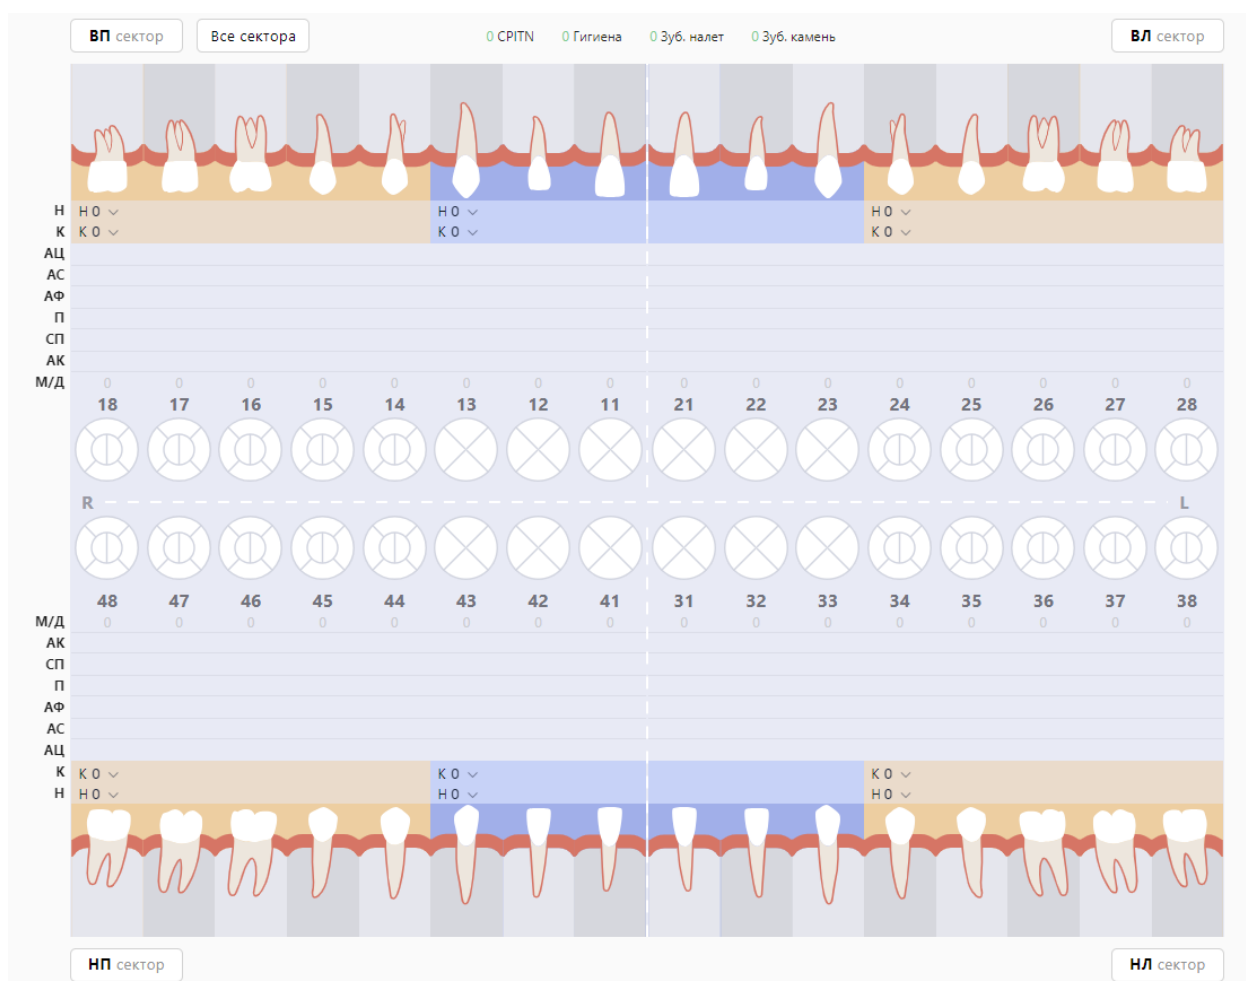 ВП сектор Все сектора 0 CPITN 0 Гигиена 0 Зуб. налет 0 Зуб. камень ВЛ сектор
Н Н 0 Н 0 Н 0
К К 0 К 0 К 0
АЦ
АС
АФ
П
СП
АК
М/Д 0 0 0 0 0 0 0 0 0 0 0 0 0 0 0 0
18 17 16 15 14 13 12 11 21 22 23 24 25 26 27 28
R L
48 47 46 45 44 43 42 41 31 32 33 34 35 36 37 38
М/Д 0 0 0 0 0 0 0 0 0 0 0 0 0 0 0 0
АК
СП
П
АФ
АС
АЦ
К К 0 К 0 К 0
Н Н 0 Н 0 Н 0
НП сектор НЛ сектор